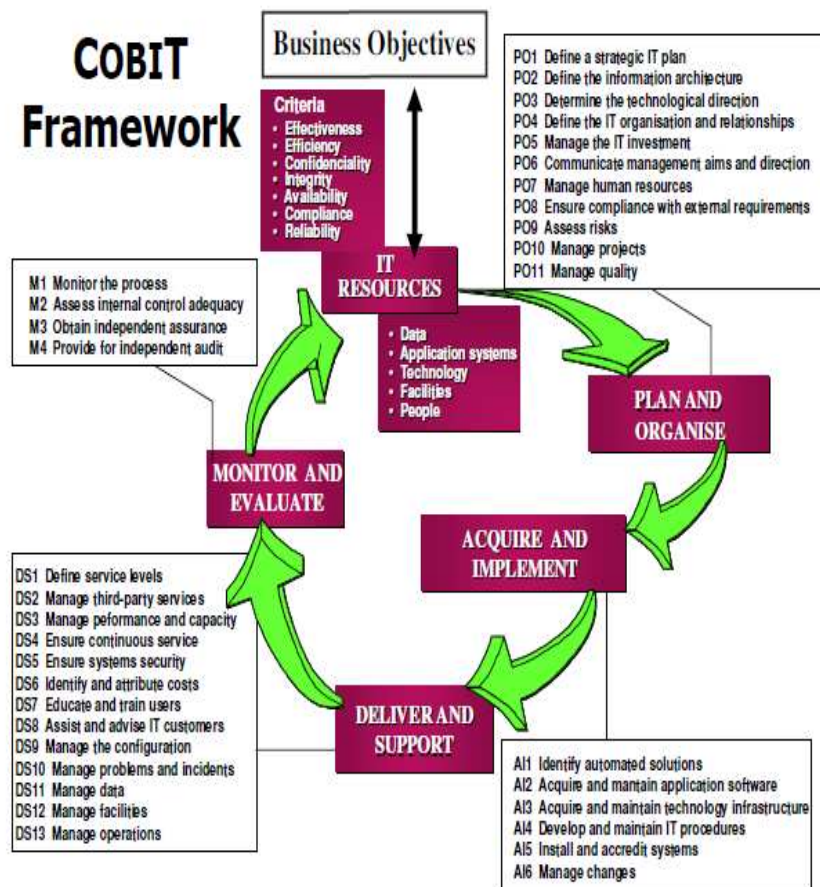 COBIT
Framework
Business Objectives
Criteria
• Effectiveness
• Efficiency
• Confidenciality
• Integrity
• Availability
• Compliance
• Reliability
PO1 Define a strategic IT plan
PO2 Define the information architecture
PO3 Determine the technological direction
PO4 Define the IT organisation and relationships
PO5 Manage the IT investment
PO6 Communicate management aims and direction
PO7 Manage human resources
PO8 Ensure compliance with external requirements
PO9 Assess risks
PO10 Manage projects
PO11 Manage quality
IT
RESOURCES
M1 Monitor the process
M2 Assess internal control adequacy
M3 Obtain independent assurance
M4 Provide for independent audit
• Data
• Application systems
• Technology
• Facilities
• People
PLAN AND
ORGANISE
MONITOR AND
EVALUATE
ACQUIRE AND
IMPLEMENT
DS1 Define service levels
DS2 Manage third-party services
DS3 Manage peformance and capacity
DS4 Ensure continuous service
DS5 Ensure systems security
DS6 Identify and attribute costs
DS7 Educate and train users
DS8 Assist and advise IT customers
DS9 Manage the configuration
DS10 Manage problems and incidents
DS11 Manage data
DS12 Manage facilities
DS13 Manage operations
DELIVER AND
SUPPORT
AI1 Identify automated solutions
AI2 Acquire and mantain application software
AI3 Acquire and maintain technology infrastructure
AI4 Develop and maintain IT procedures
AI5 Install and accredit systems
AI6 Manage changes